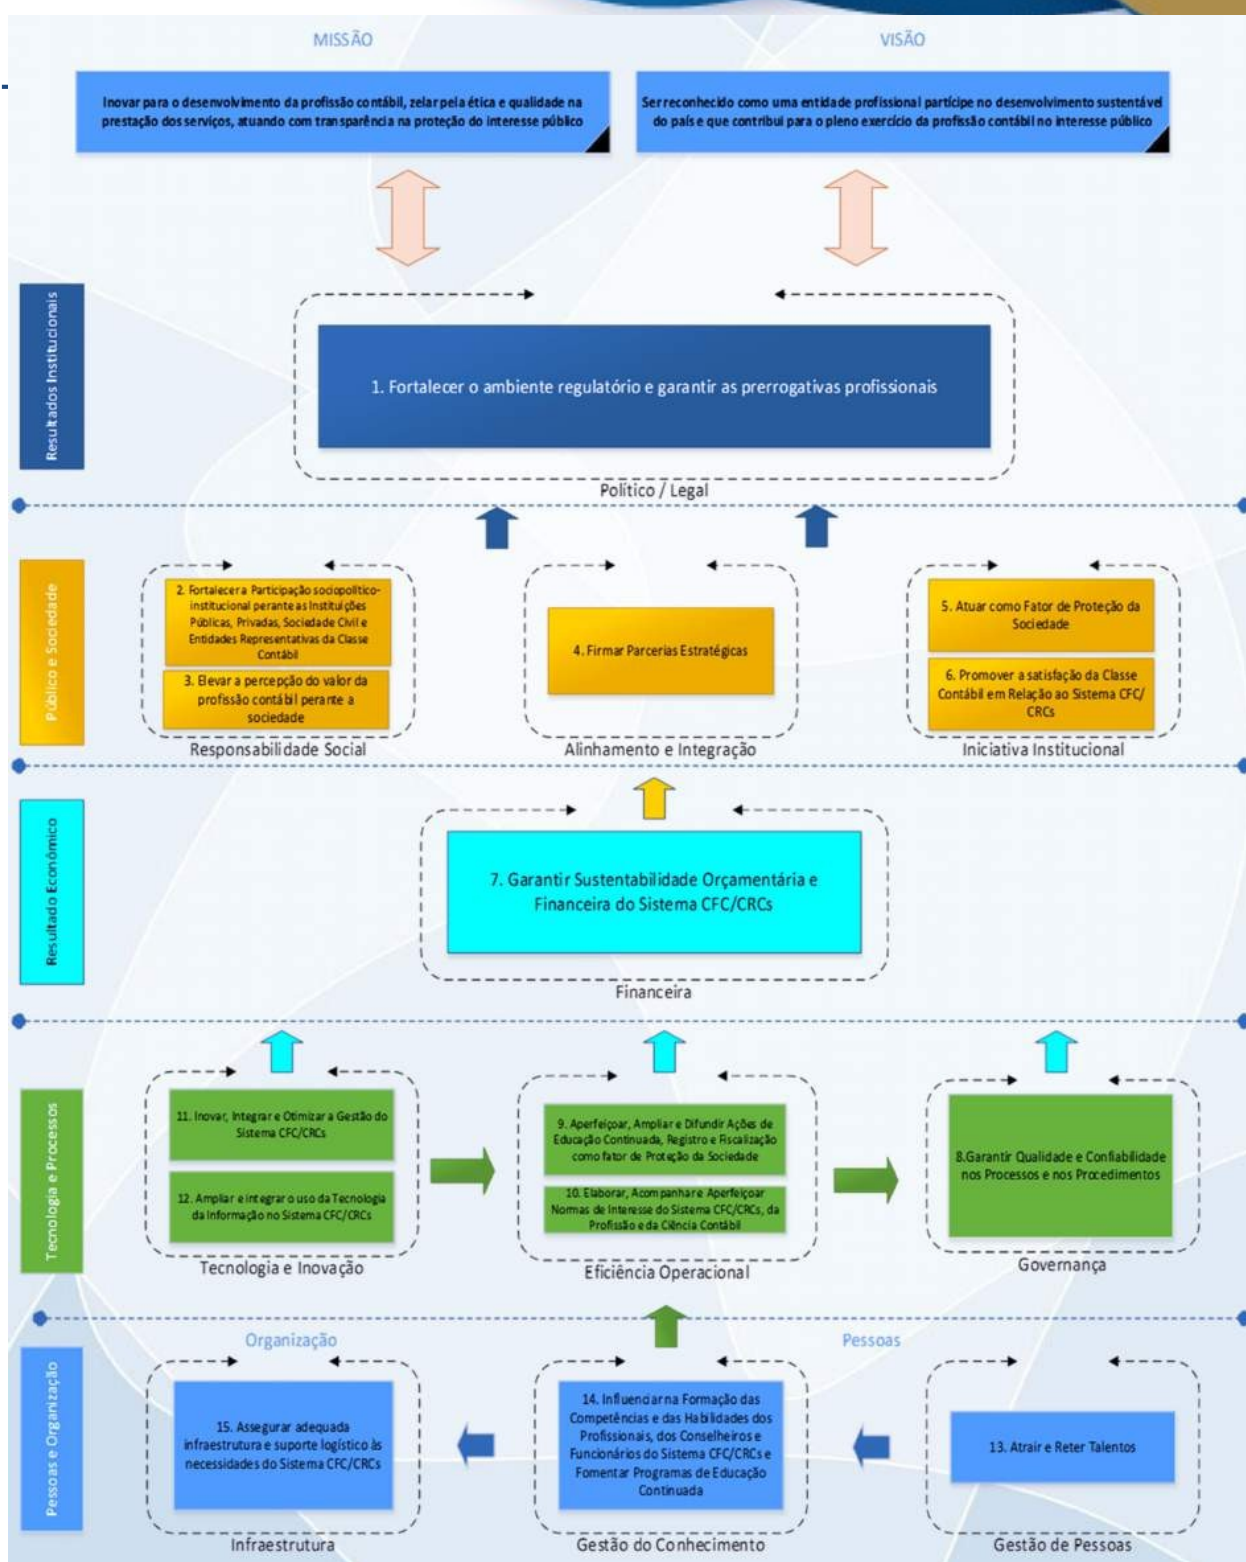 MISSÃO
VISÃO
Inovar para o desenvolvimento da profissão contábil, zelar pela ética e qualidade na
prestação dos serviços, atuando com transparência na proteção do interesse público
Ser reconhecido como uma entidade profissional partícipe no desenvolvimento sustentável
do país e que contribui para o pleno exercício da profissão contábil no interesse público
Resultados Institucionais
1. Fortalecer o ambiente regulatório e garantir as prerrogativas profissionais
Político / Legal
Público e Sociedade
2. Fortalecer a Participação sociopolítico-
institucional perante as Instituições
Públicas, Privadas, Sociedade Civil e
Entidades Representativas da Classe
Contábil
3. Elevar a percepção do valor da
profissão contábil perante a
sociedade
Responsabilidade Social
4. Firmar Parcerias Estratégicas
Alinhamento e Integração
5. Atuar como Fator de Proteção da
Sociedade
6. Promover a satisfação da Classe
Contábil em Relação ao Sistema CFC/
CRCs
Iniciativa Institucional
Resultado Econômico
7. Garantir Sustentabilidade Orçamentária e
Financeira do Sistema CFC/CRCs
Financeira
Tecnologia e Processos
11. Inovar, Integrar e Otimizar a Gestão do
Sistema CFC/CRCs
12. Ampliar e integrar o uso da Tecnologia
da Informação no Sistema CFC/CRCs
Tecnologia e Inovação
9. Aperfeiçoar, Ampliar e Difundir Ações de
Educação Continuada, Registro e Fiscalização
como fator de Proteção da Sociedade
10. Elaborar, Acompanhar e Aperfeiçoar
Normas de Interesse do Sistema CFC/CRCs, da
Profissão e da Ciência Contábil
Eficiência Operacional
8.Garantir Qualidade e Confiabilidade
nos Processos e nos Procedimentos
Governança
Pessoas e Organização
Organização
Pessoas
15. Assegurar adequada
infraestrutura e suporte logístico às
necessidades do Sistema CFC/CRCs
Infraestrutura
14. Influenciar na Formação das
Competências e das Habilidades dos
Profissionais, dos Conselheiros e
Funcionários do Sistema CFC/CRCs e
Fomentar Programas de Educação
Continuada
Gestão do Conhecimento
13. Atrair e Reter Talentos
Gestão de Pessoas